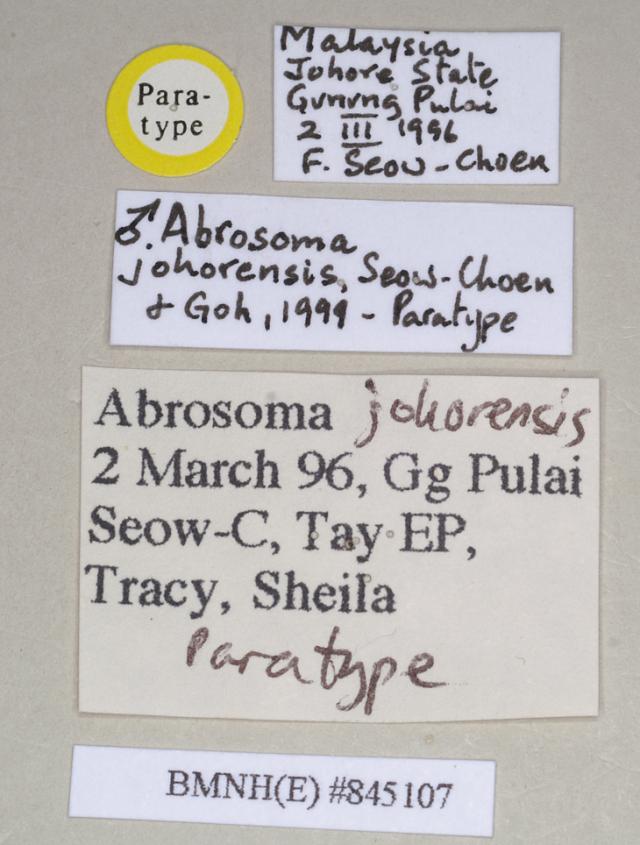 Para-
type
Malaysia
Johore State
Gunung Pulai
2 III 1996
F. Seow-Choen
♂. Abrosoma
johorensis, Seow-Choen
& Goh, 1999 - Paratype
Abrosoma johorensis
2 March 96, Gg Pulai
Seow-C, Tay EP,
Tracy, Sheila
Paratype
BMNH(E) #845107